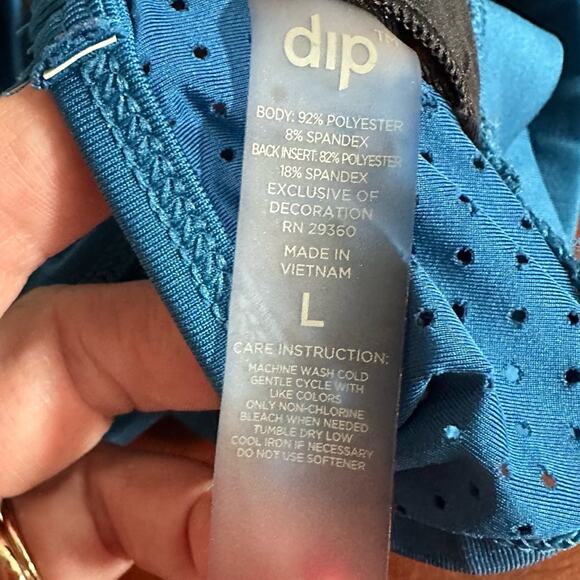 dip™
BODY: 92% POLYESTER
8% SPANDEX
BACK INSERT: 82% POLYESTER
18% SPANDEX
EXCLUSIVE OF
DECORATION
RN 29360
MADE IN
VIETNAM
L
CARE INSTRUCTION:
MACHINE WASH COLD
GENTLE CYCLE WITH
LIKE COLORS
ONLY NON-CHLORINE
BLEACH WHEN NEEDED
TUMBLE DRY LOW
COOL IRON IF NECESSARY
DO NOT USE SOFTENER